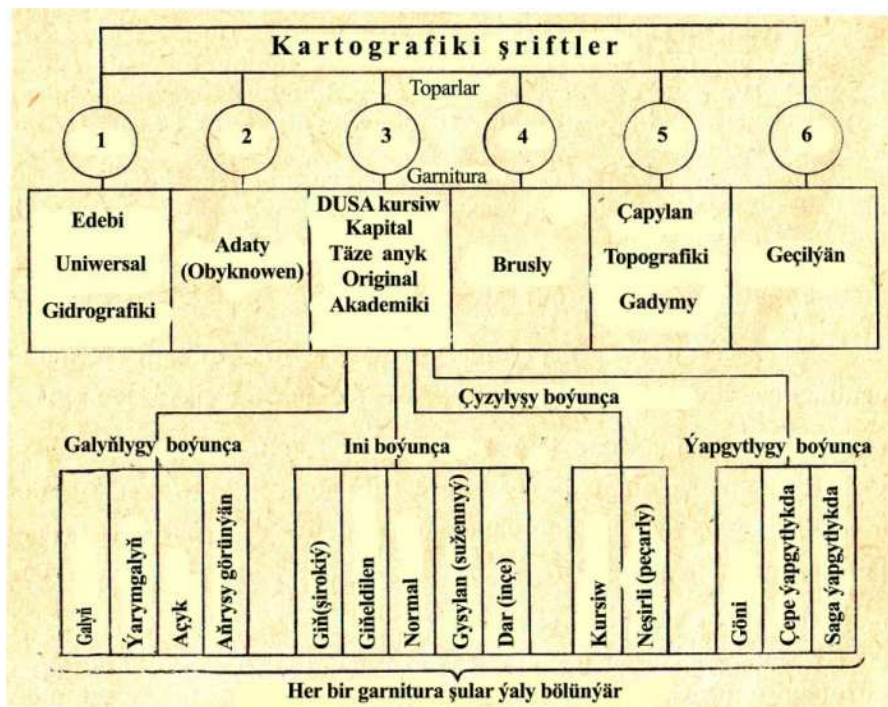 Kartografiki şriftler
Toparlar
1
2
3
4
5
6
Garnitura
Edebi
Uniwersal
Gidrografiki
Adaty
(Obyknowen)
DUSA kursiw
Kapital
Täze anyk
Original
Akademiki
Brusly
Çapylan
Topografiki
Gadymy
Geçilýän
Çyzylyşy boýunça
Galyňlygy boýunça
Ini boýunça
Ýapgytlygy boýunça
Galyň
Ýarymgalyň
Açyk
Aňrysy görünýän
Giň(şirokiý)
Giňeldilen
Normal
Gysylan (sužennyý)
Dar (inçe)
Kursiw
Neşirli (peçarly)
Göni
Çepe ýapgytlykda
Saga ýapgytlykda
Her bir garnitura şular ýaly bölünýär